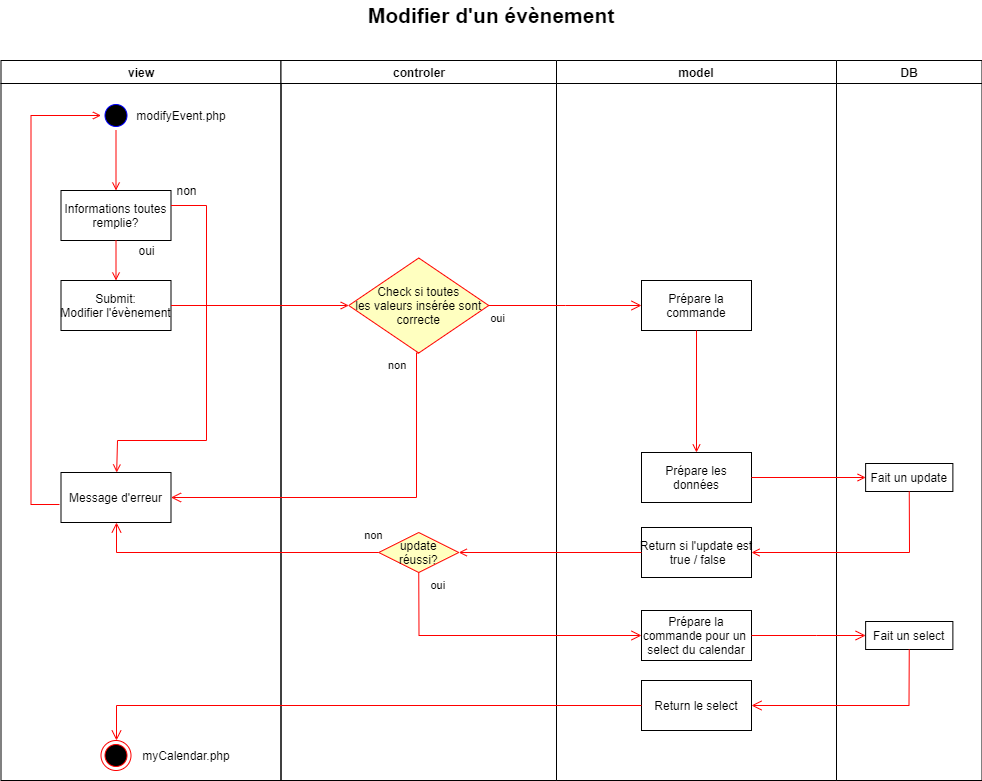 Modifier d'un évènement
view
controler
model
DB
modifyEvent.php
non
Informations toutes
remplie?
oui
Submit:
Modifier l'évènement
Check si toutes
les valeurs insérée sont
correcte
oui
non
Prépare la
commande
Message d'erreur
Prépare les
données
Fait un update
non
update
réussi?
oui
Return si l'update est
true / false
Prépare la
commande pour un
select du calendar
Fait un select
Return le select
myCalendar.php